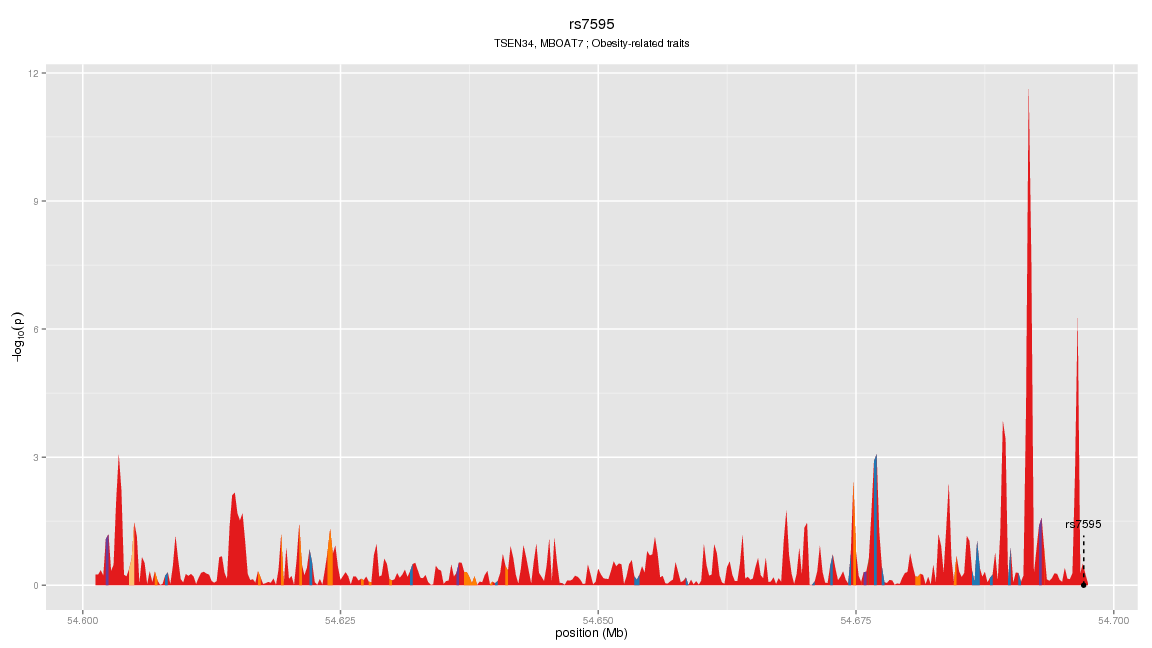 rs7595
TSEN34, MBOAT7 ; Obesity-related traits
12
9
6
3
0
−log10(p)
rs7595
54.600
54.625
54.650
54.675
54.700
position (Mb)